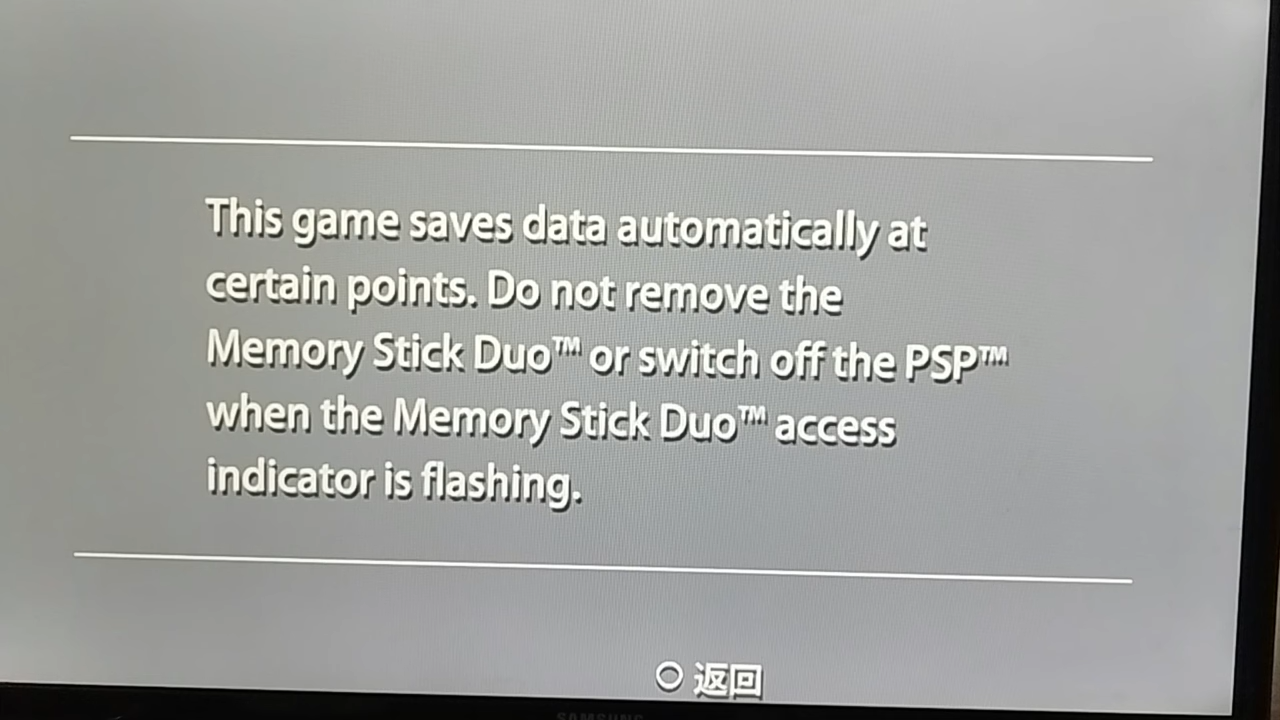 This game saves data automatically at
certain points. Do not remove the
Memory Stick Duo™ or switch off the PSP™
when the Memory Stick Duo™ access
indicator is flashing.
○ 返回
SAMSUNG